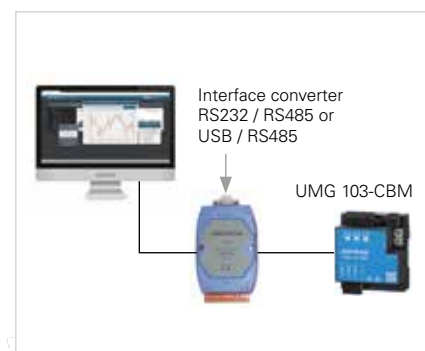 Interface converter
RS232 / RS485 or
USB / RS485
UMG 103-CBM